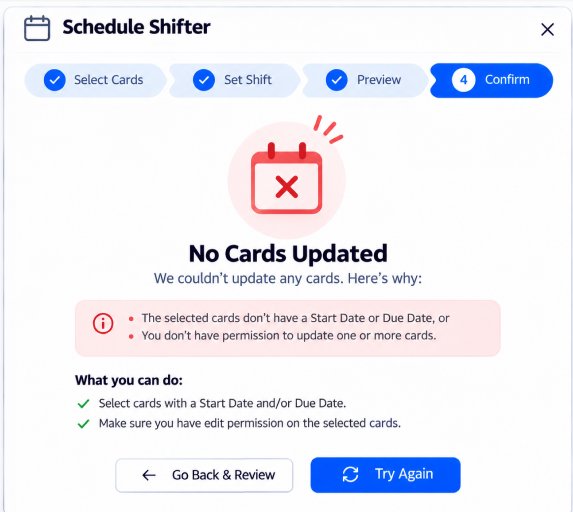 Schedule Shifter
Select Cards
Set Shift
Preview
4 Confirm
No Cards Updated
We couldn’t update any cards. Here’s why:
• The selected cards don’t have a Start Date or Due Date, or
• You don’t have permission to update one or more cards.
What you can do:
Select cards with a Start Date and/or Due Date.
Make sure you have edit permission on the selected cards.
Go Back & Review
Try Again